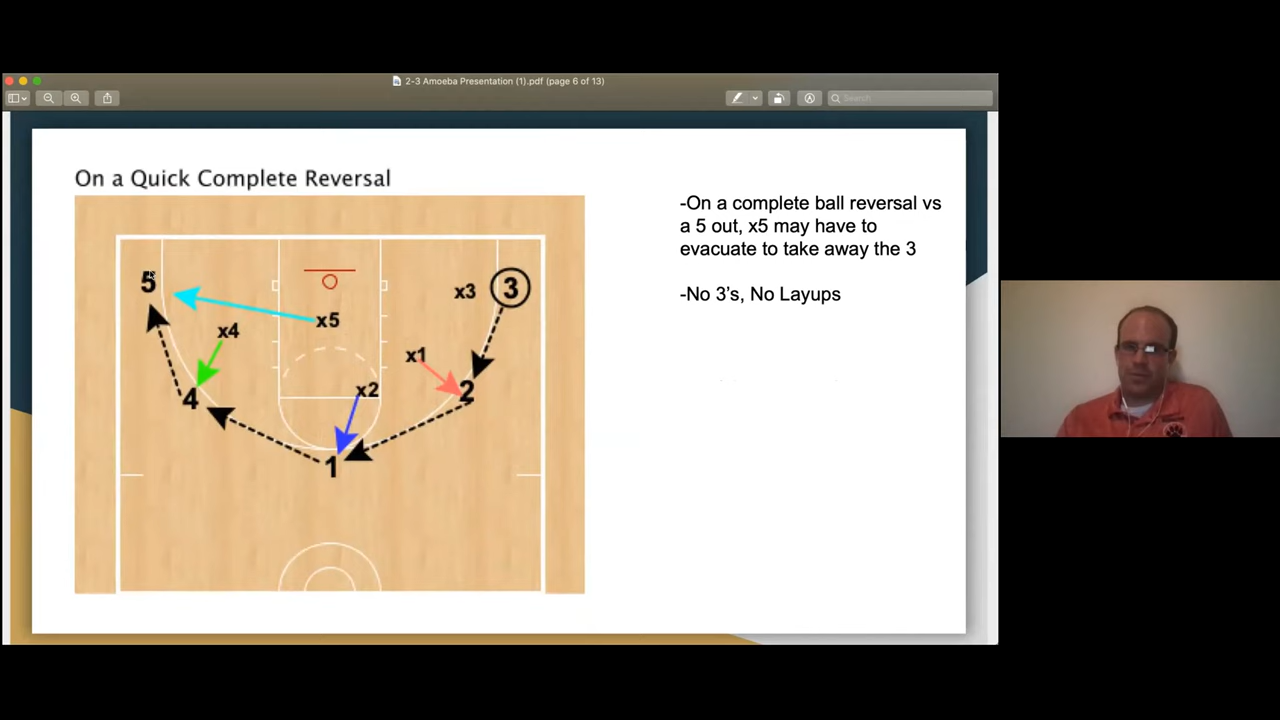 2-3 Amoeba Presentation (1).pdf (page 6 of 13)
Search
On a Quick Complete Reversal
-On a complete ball reversal vs
a 5 out, x5 may have to
evacuate to take away the 3
-No 3's, No Layups
5
x3
3
x5
x4
x1
x2
2
4
1